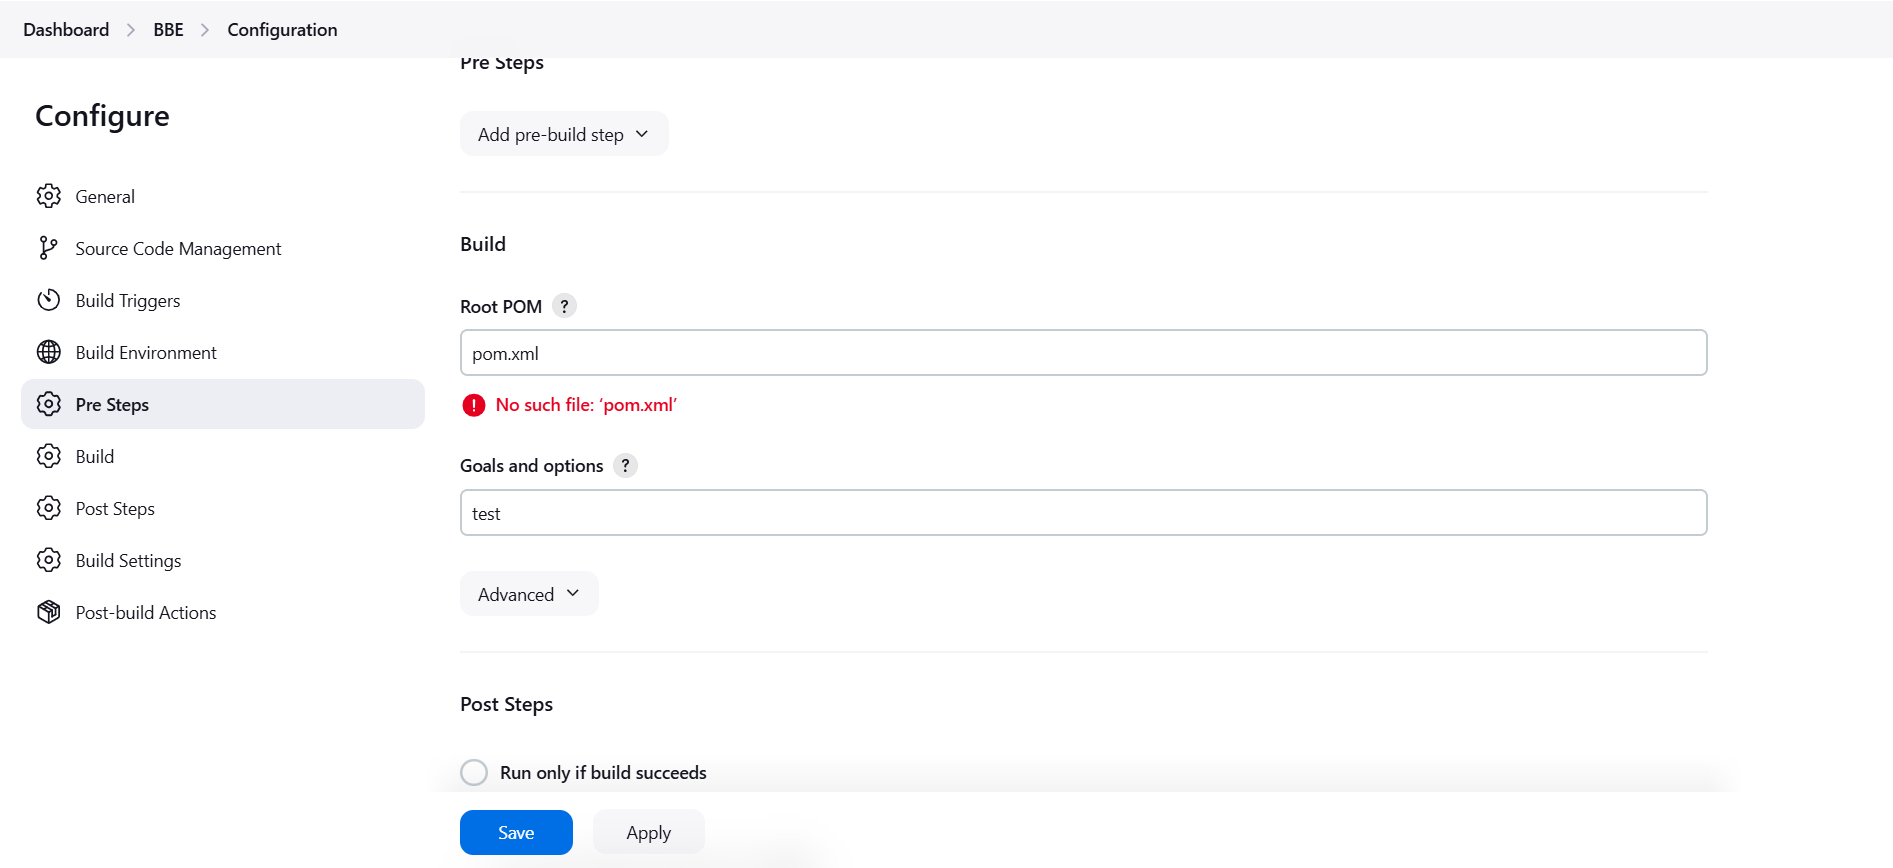 Dashboard > BBE > Configuration
Configure
General
Source Code Management
Build Triggers
Build Environment
Pre Steps
Build
Post Steps
Build Settings
Post-build Actions
Pre Steps
Add pre-build step
Build
Root POM ?
pom.xml
No such file: ‘pom.xml’
Goals and options ?
test
Advanced
Post Steps
Run only if build succeeds
Save Apply